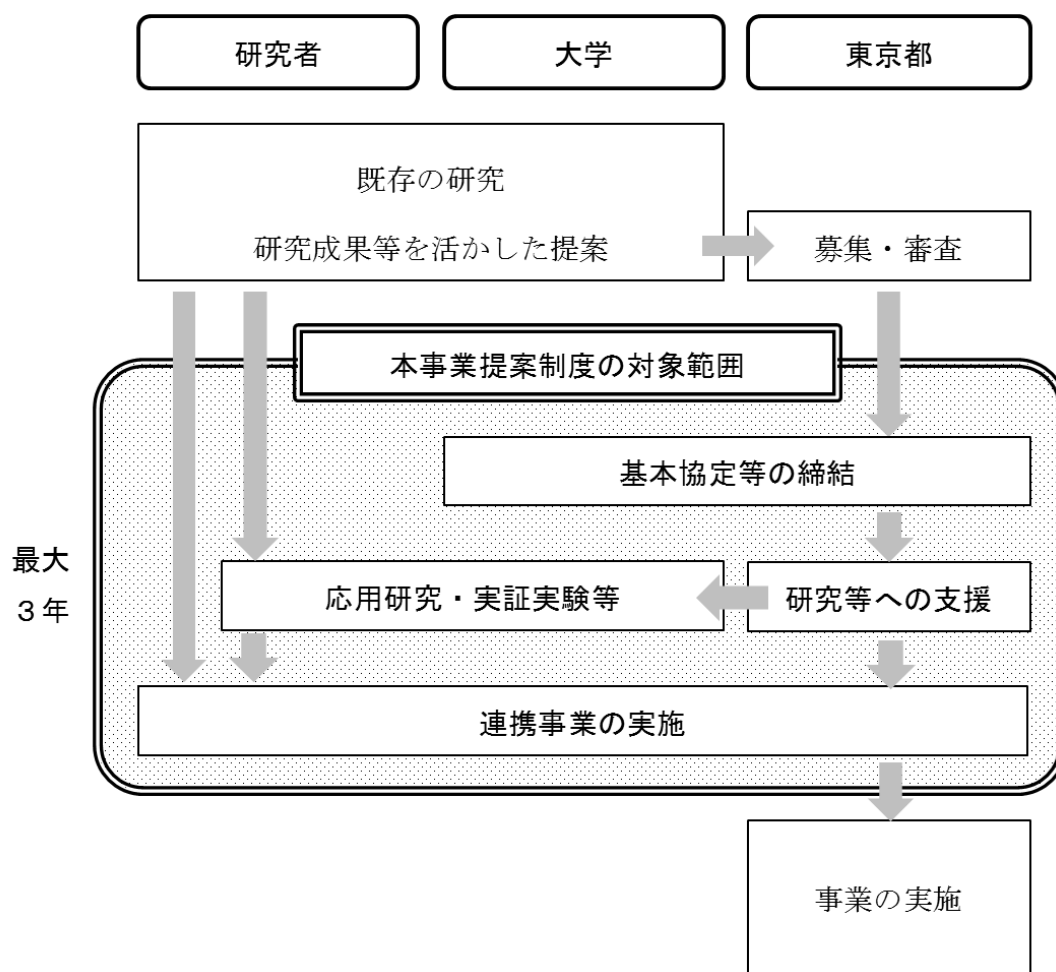 研究者
大学
東京都
既存の研究
研究成果等を活かした提案
募集・審査
本事業提案制度の対象範囲
基本協定等の締結
最大
３年
応用研究・実証実験等
研究等への支援
連携事業の実施
事業の実施